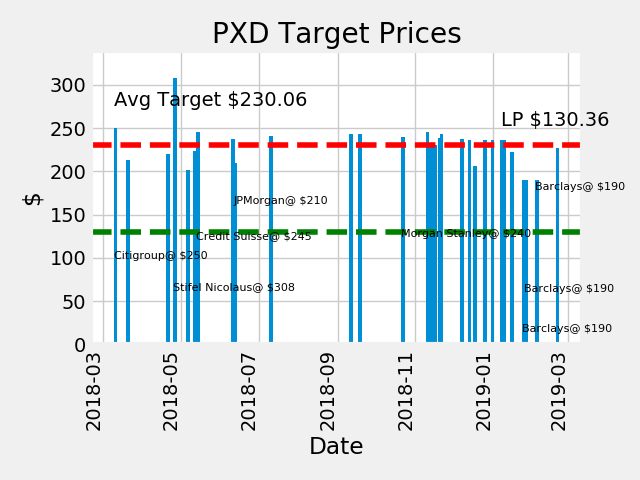 PXD Target Prices
Avg Target $230.06
LP $130.36
Barclays@ $190
JPMorgan@ $210
Credit Suisse@ $245
Morgan Stanley@ $240
Citigroup@ $250
Stifel Nicolaus@ $308
Barclays@ $190
Barclays@ $190
$
300
250
200
150
100
50
0
2018-03
2018-05
2018-07
2018-09
2018-11
2019-01
2019-03
Date